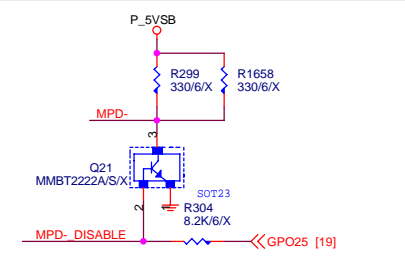 P_5VSB
R299
330/6/X
R1658
330/6/X
MPD-
3
Q21
MMBT2222A/S/X
SOT23
2
1
R304
8.2K/6/X
MPD-_DISABLE
GPO25 [19]